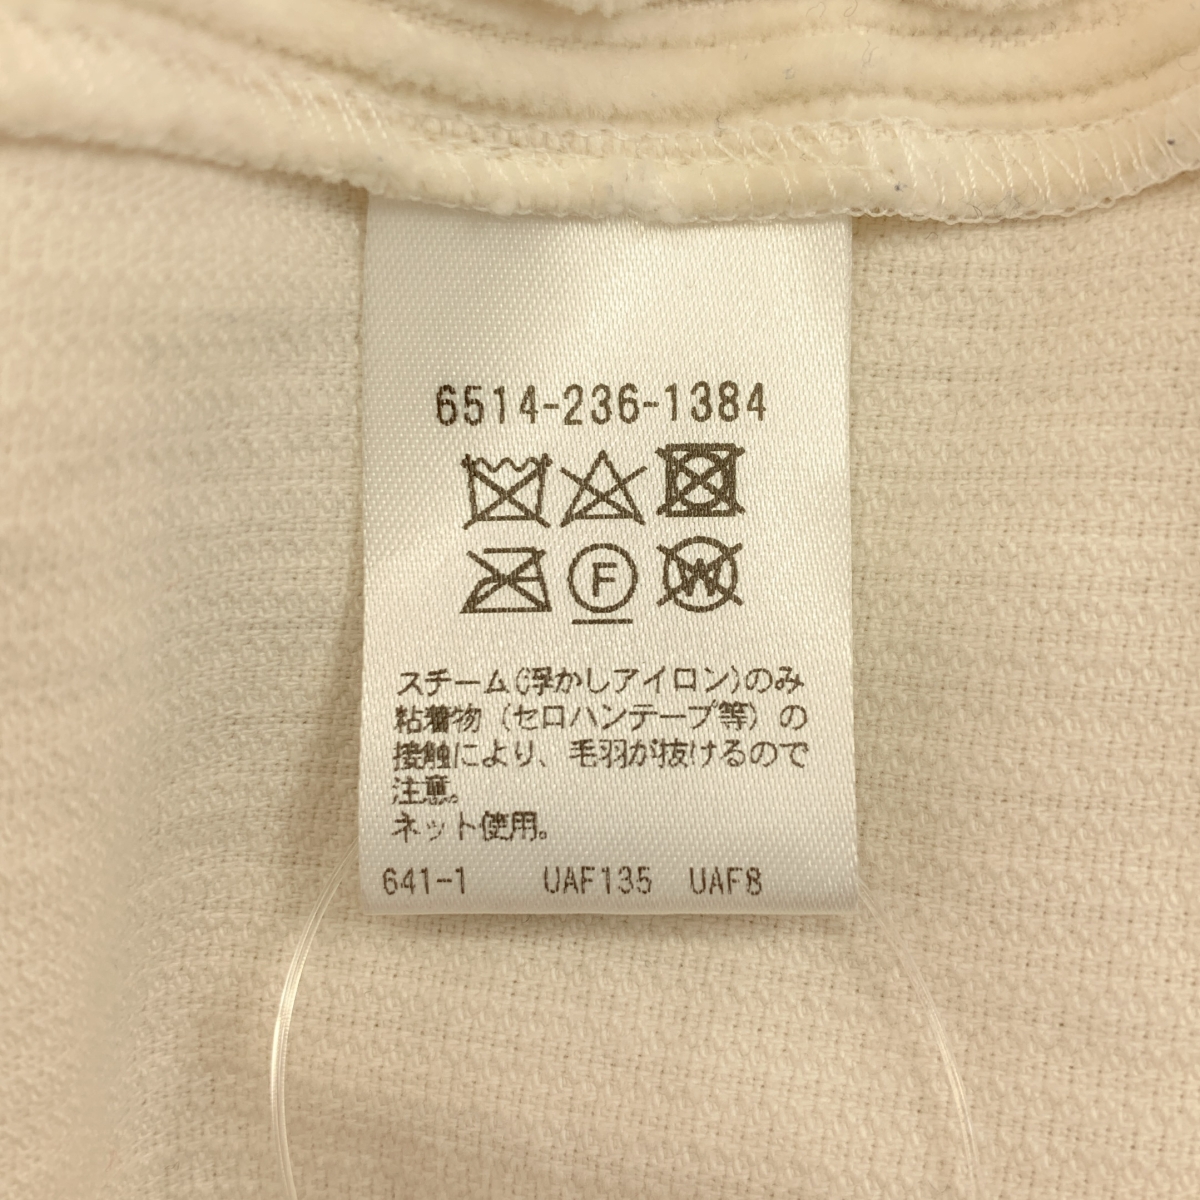 6514-236-1384
F
W
スチーム(浮かしアイロン)のみ
粘着物(セロハンテープ等)の
接触により、毛羽が抜けるので
注意。
ネット使用。
641-1 UAF135 UAF8